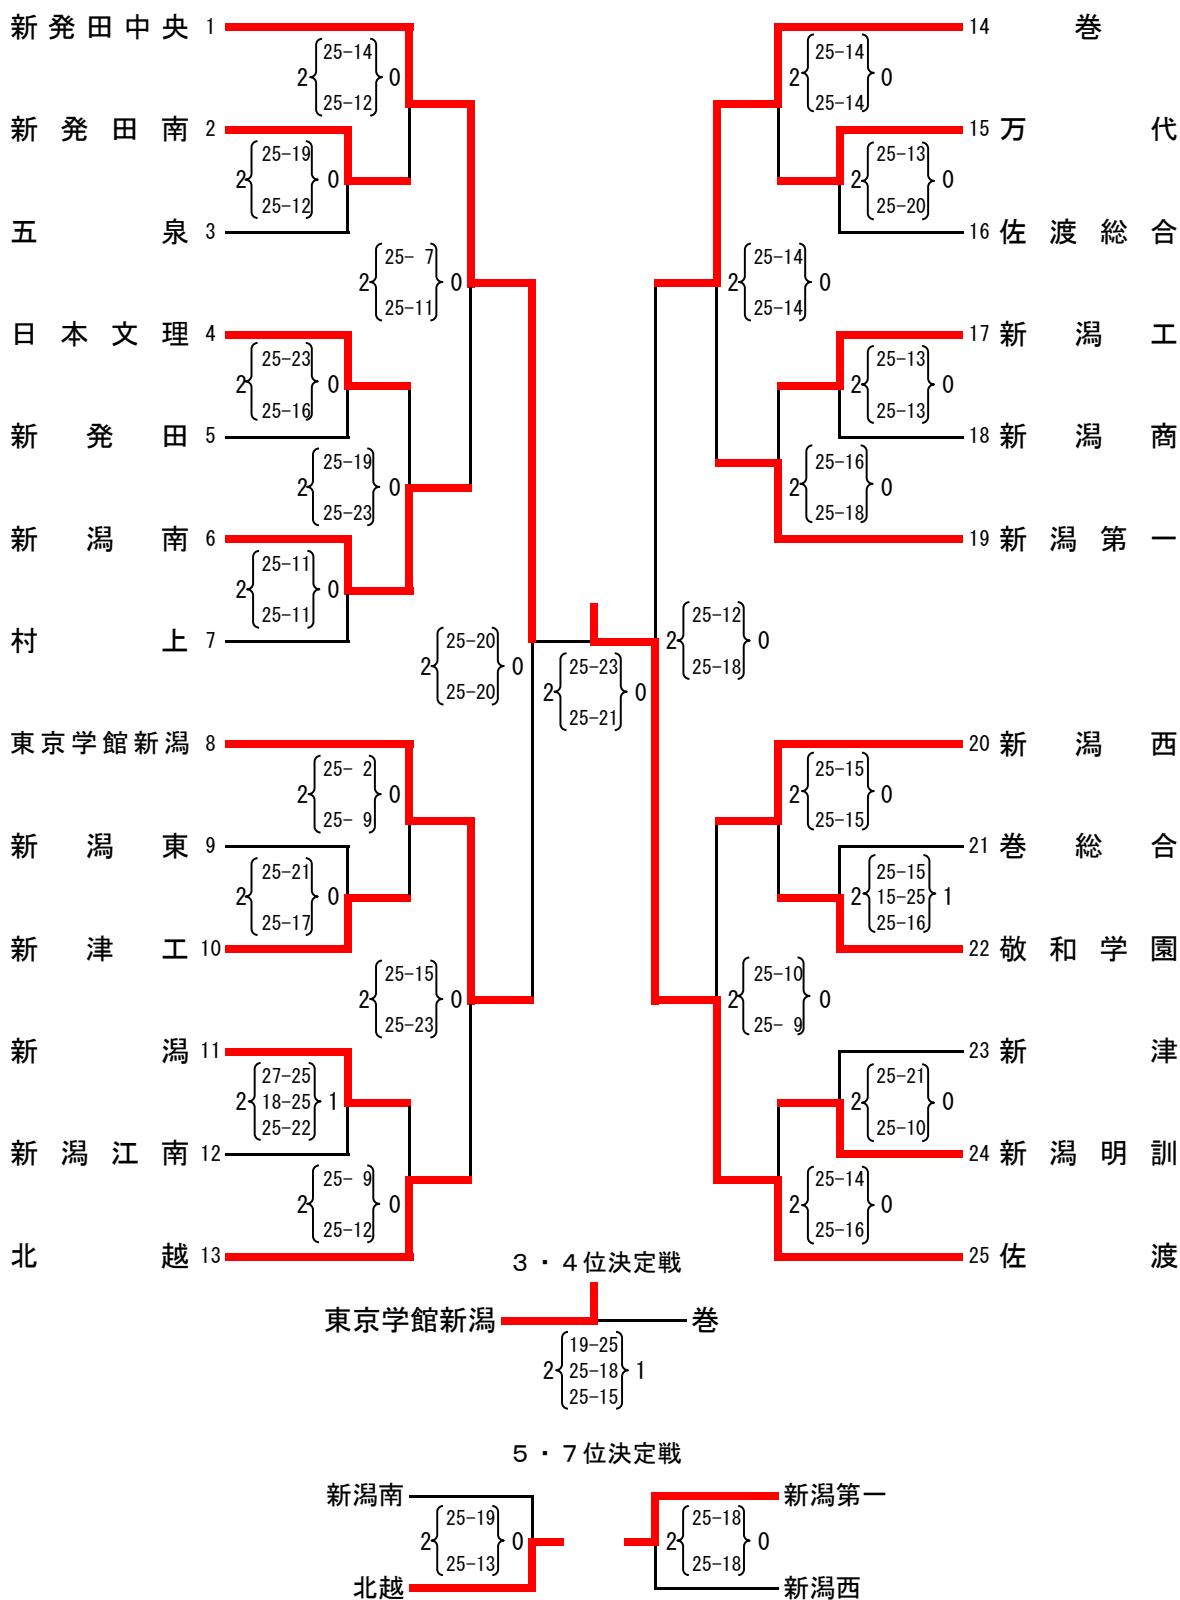 新発田中央 1
25-14
2 0
25-12
新発田南 2
25-19
2 0
25-12
五泉 3
25- 7
2 0
25-11
日本文理 4
25-23
2 0
25-16
新発田 5
25-19
2 0
25-23
新潟南 6
25-11
2 0
25-11
村上 7
25-20
2 0
25-20
東京学館新潟 8
25- 2
2 0
25- 9
新潟東 9
25-21
2 0
25-17
新津工 10
25-15
2 0
25-23
新潟 11
27-25
2 18-25 1
25-22
新潟江南 12
25- 9
2 0
25-12
北越 13
25-23
2 0
25-21
14 巻
25-14
2 0
25-14
15 万代
25-13
2 0
25-20
16 佐渡総合
25-14
2 0
25-14
17 新潟工
25-13
2 0
25-13
18 新潟商
25-16
2 0
25-18
19 新潟第一
25-12
2 0
25-18
20 新潟西
25-15
2 0
25-15
21 巻総合
25-15
2 15-25 1
25-16
22 敬和学園
25-10
2 0
25- 9
23 新津
25-21
2 0
25-10
24 新潟明訓
25-14
2 0
25-16
25 佐渡
3・4位決定戦
東京学館新潟 巻
19-25
2 25-18 1
25-15
5・7位決定戦
新潟南
25-19
2 0
25-13
北越
新潟第一
25-18
2 0
25-18
新潟西